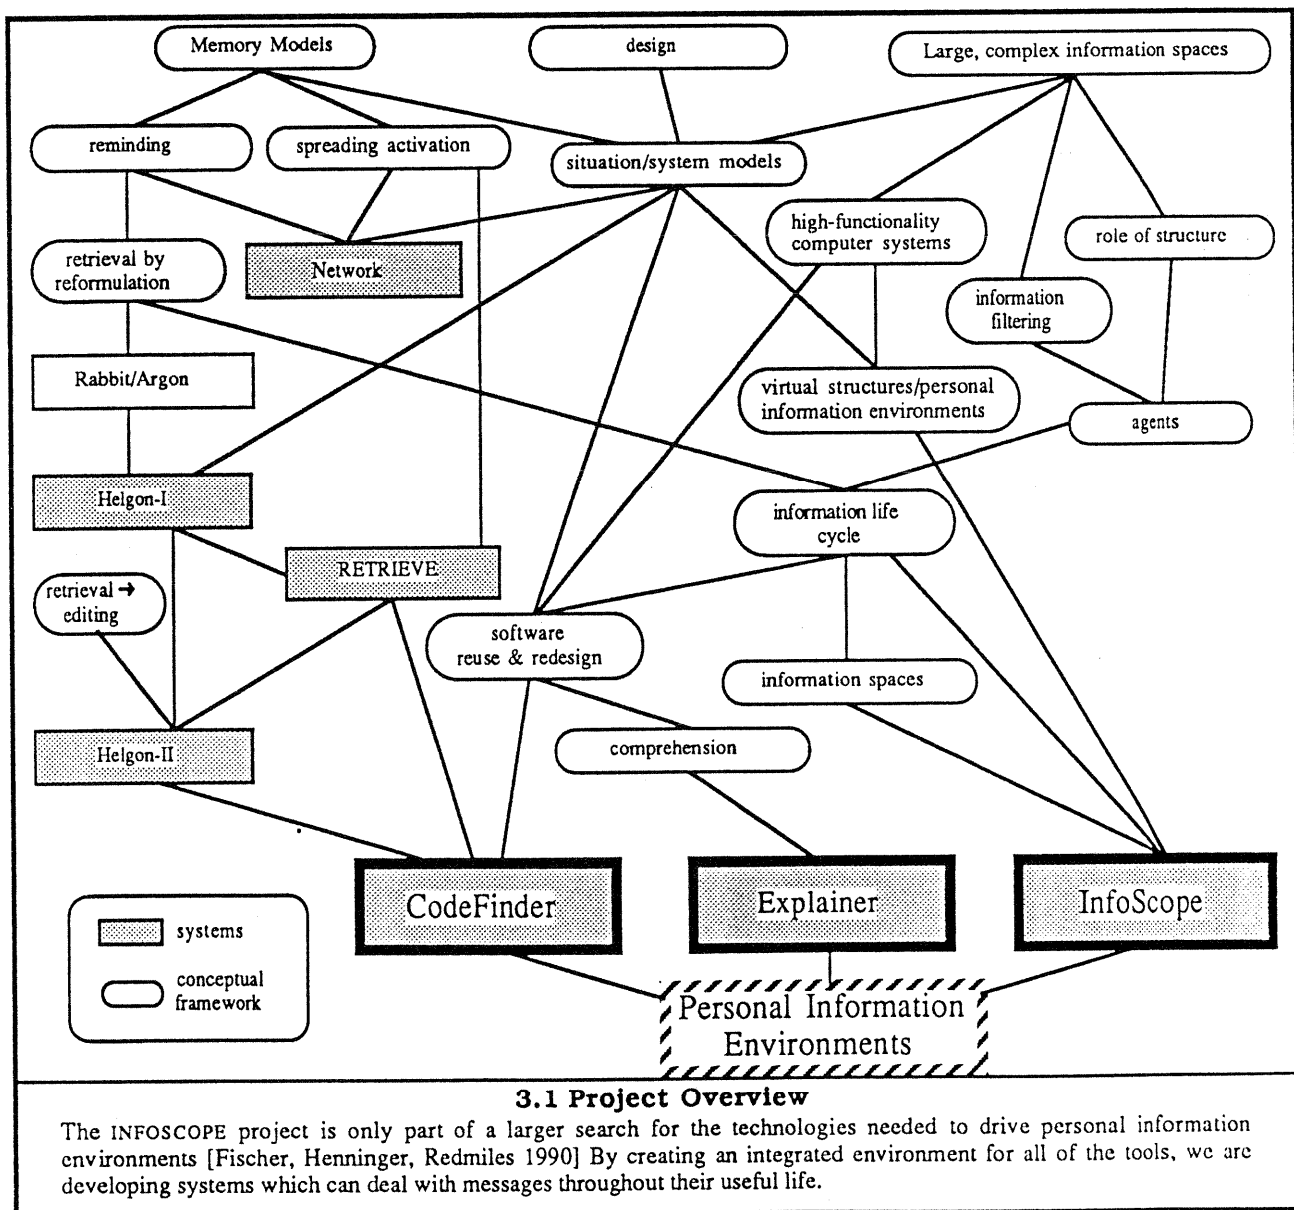 Memory Models
design
Large, complex information spaces
reminding
spreading activation
situation/system models
high-functionality
computer systems
role of structure
retrieval by
reformulation
Network
information
filtering
Rabbit/Argon
virtual structures/personal
information environments
agents
Helgon-I
information life
cycle
RETRIEVE
retrieval →
editing
software
reuse & redesign
information spaces
Helgon-II
comprehension
CodeFinder
Explainer
InfoScope
systems
conceptual
framework
Personal Information
Environments
3.1 Project Overview
The INFOSCOPE project is only part of a larger search for the technologies needed to drive personal information
environments [Fischer, Henninger, Redmiles 1990] By creating an integrated environment for all of the tools, we are
developing systems which can deal with messages throughout their useful life.